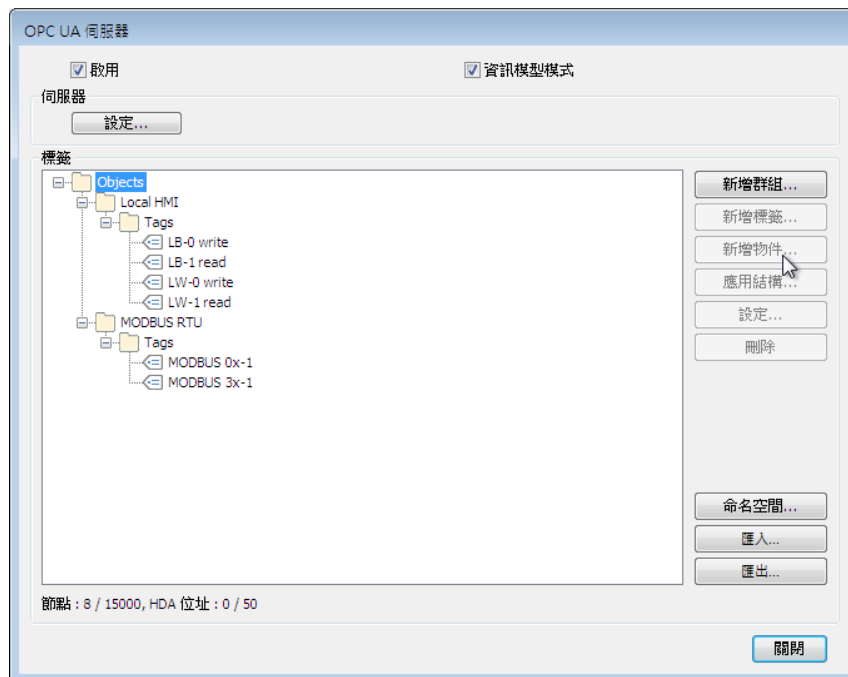 OPC UA 伺服器
啟用
資訊模型模式
伺服器
設定...
標籤
Objects
Local HMI
Tags
LB-0 write
LB-1 read
LW-0 write
LW-1 read
MODBUS RTU
Tags
MODBUS 0x-1
MODBUS 3x-1
新增群組...
新增標籤...
新增物件...
應用結構...
設定...
刪除
命名空間...
匯入...
匯出...
節點 : 8 / 15000, HDA 位址 : 0 / 50
關閉